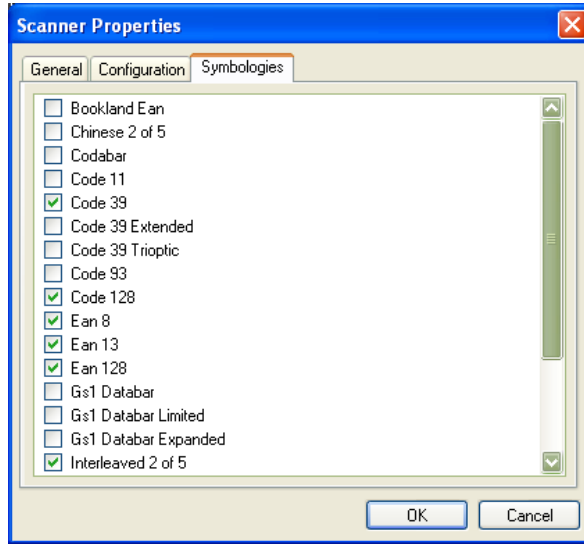 Scanner Properties
General Configuration Symbologies
Bookland Ean
Chinese 2 of 5
Codabar
Code 11
Code 39
Code 39 Extended
Code 39 Trioptic
Code 93
Code 128
Ean 8
Ean 13
Ean 128
Gs1 Databar
Gs1 Databar Limited
Gs1 Databar Expanded
Interleaved 2 of 5
OK Cancel